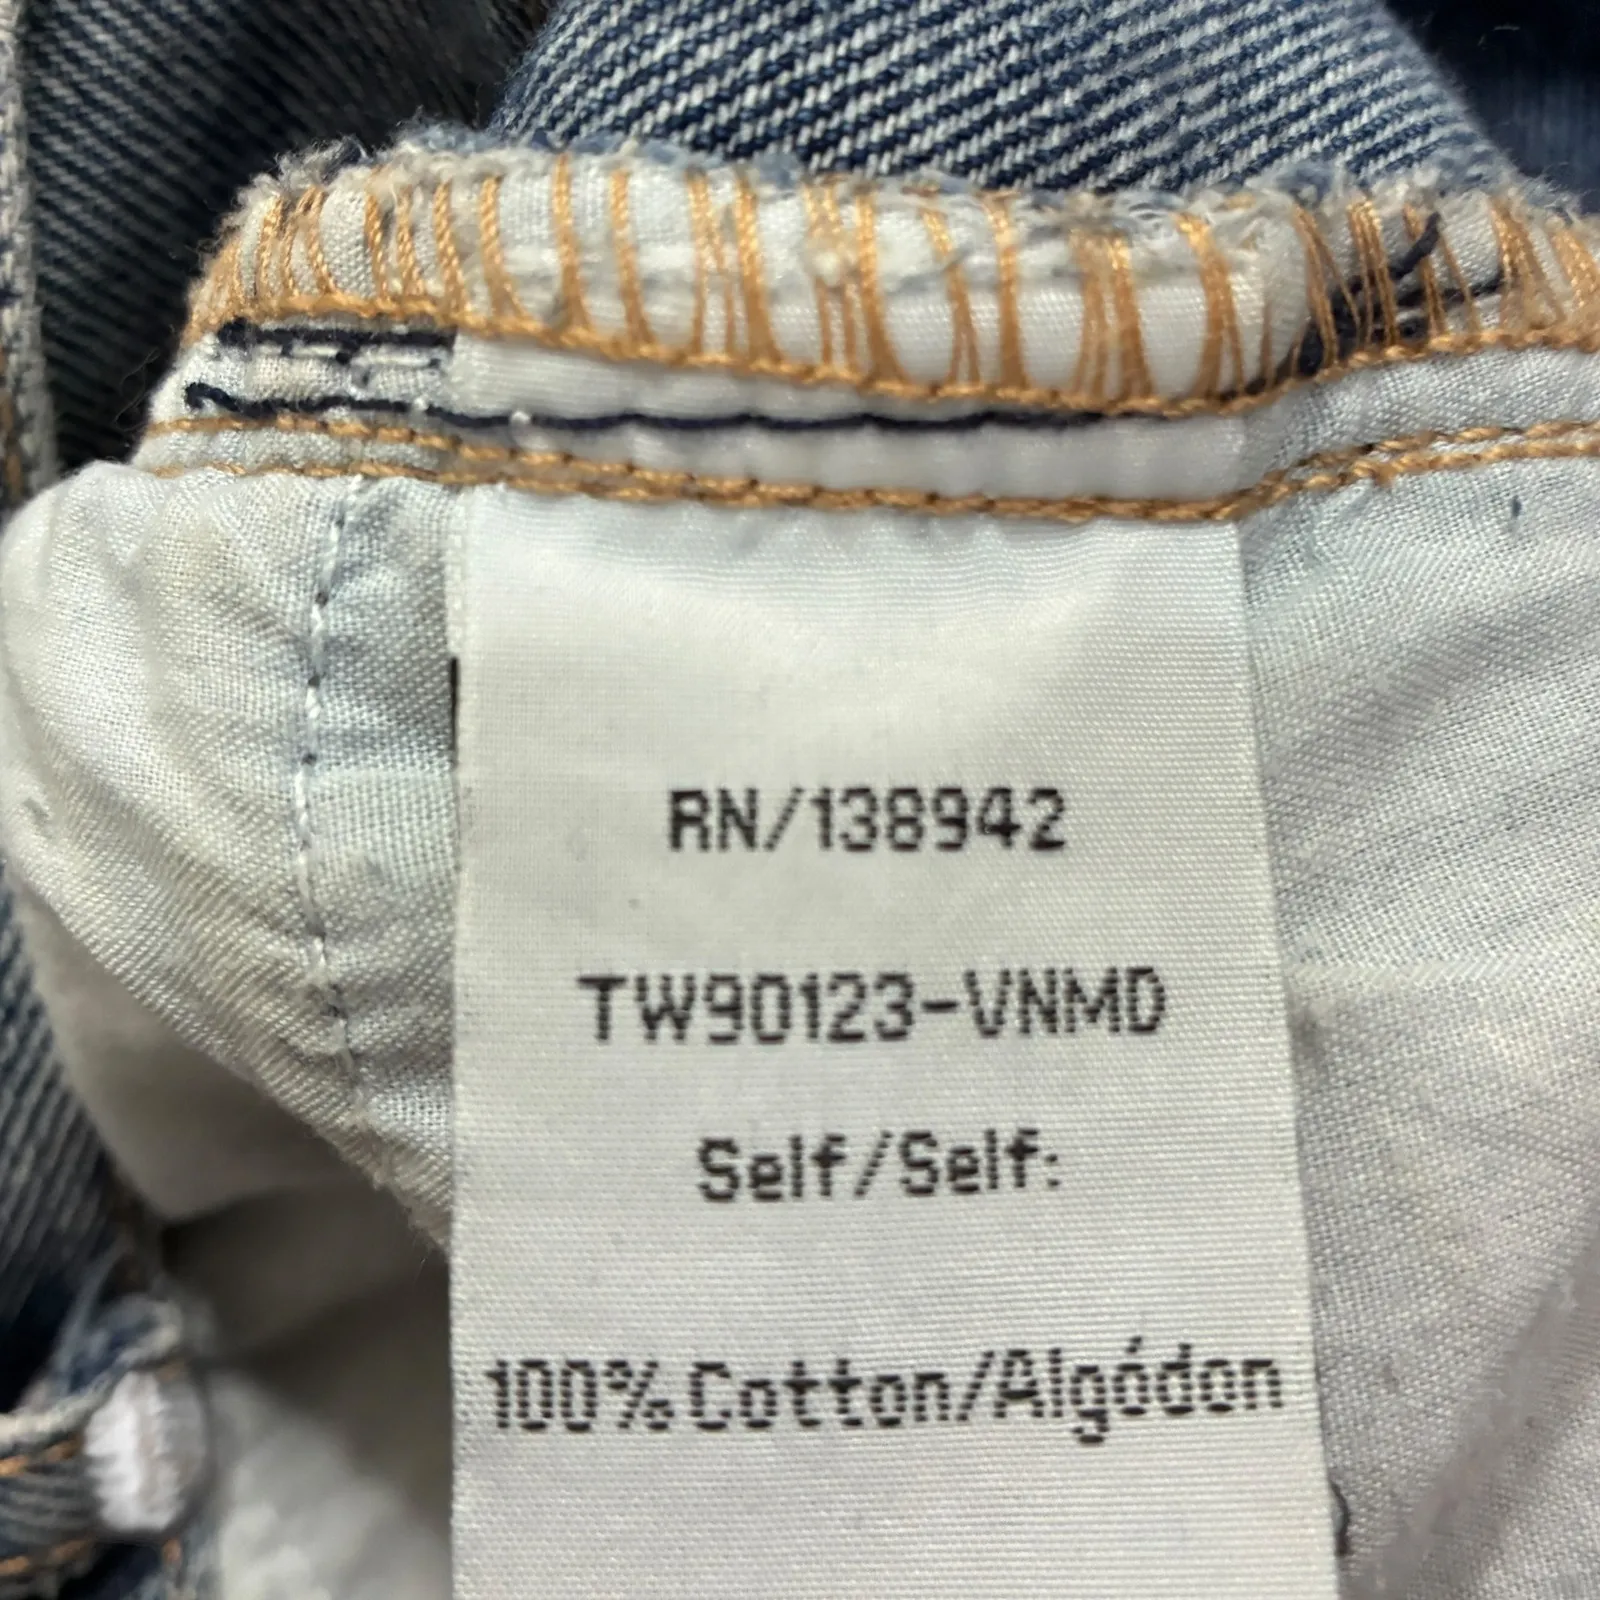 RN/138942
TW90123-VNMD
Self/Self:
100% Cotton/Algódon